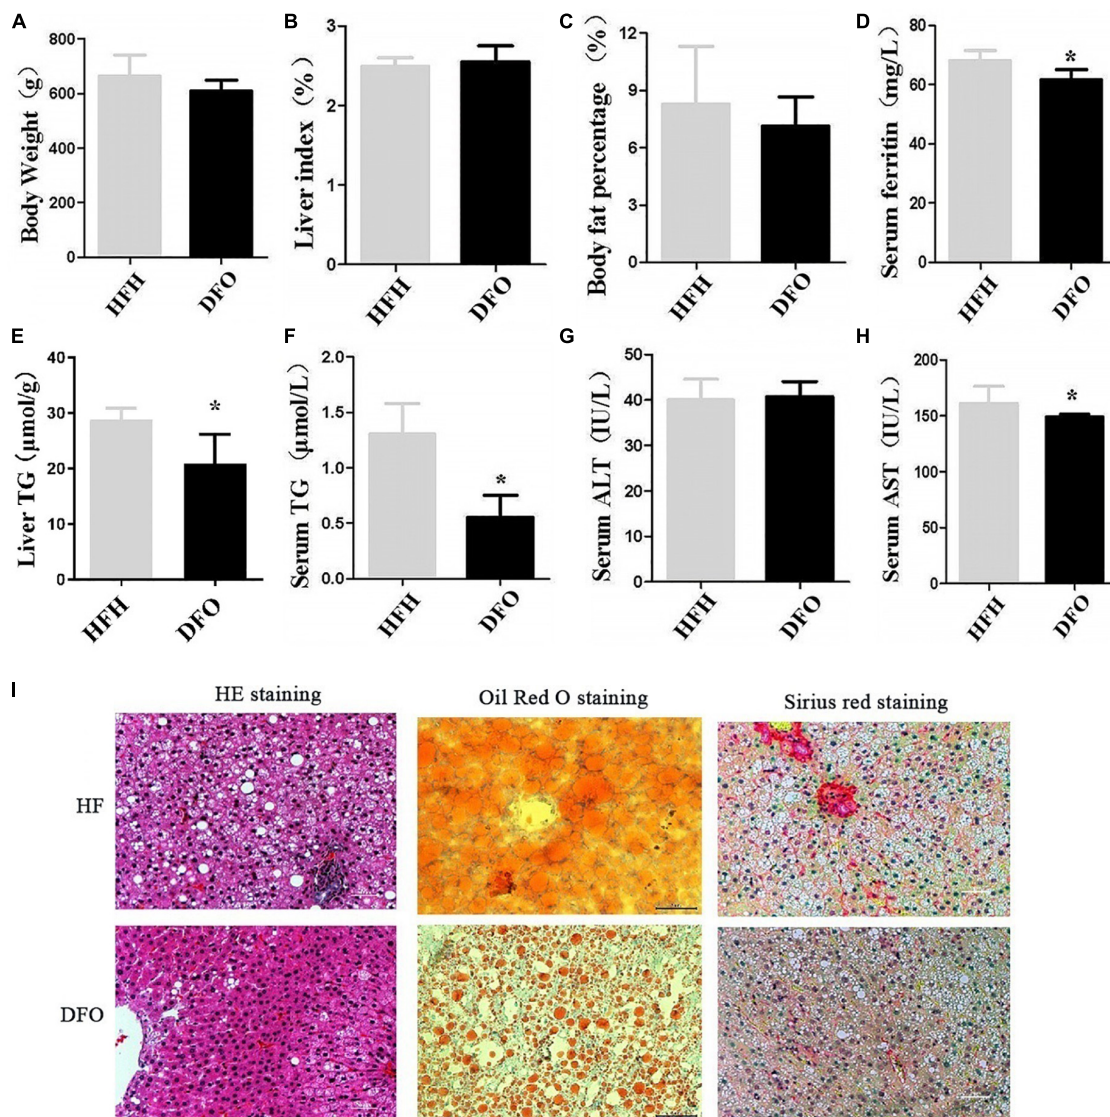 A
Body Weight（g）
800
600
400
200
0
HFH
DFO
B
Liver index（%）
3
2
1
0
HFH
DFO
C
Body fat percentage （%）
12
9
6
3
0
HFH
DFO
D
Serum ferritin（mg/L）
80
60
40
20
0
*
HFH
DFO
E
Liver TG（μmol/g）
40
30
20
10
0
*
HFH
DFO
F
Serum TG（μmol/L）
2.0
1.5
1.0
0.5
0.0
*
HFH
DFO
G
Serum ALT（IU/L）
50
40
30
20
10
0
HFH
DFO
H
Serum AST（IU/L）
200
150
100
50
0
*
HFH
DFO
I
HE staining
Oil Red O staining
Sirius red staining
HF
DFO